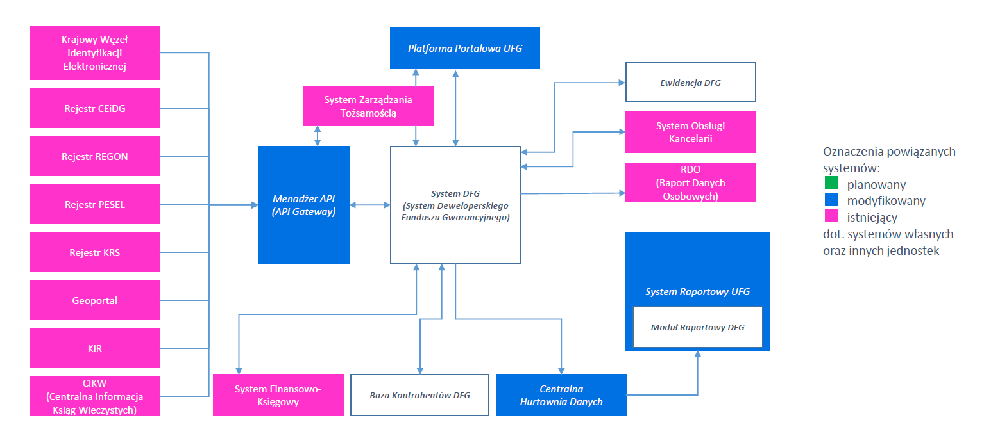 Krajowy Węzeł
Identyfikacji
Elektronicznej
Rejestr CEiDG
Rejestr REGON
Rejestr PESEL
Rejestr KRS
Geoportal
KIR
CIKW
(Centralna Informacja
Ksiąg Wieczystych)
Platforma Portalowa UFG
System Zarządzania
Tożsamością
Menadżer API
(API Gateway)
System DFG
(System Deweloperskiego
Funduszu Gwarancyjnego)
Ewidencja DFG
System Obsługi
Kancelarii
RDO
(Raport Danych
Osobowych)
System Raportowy UFG
Moduł Raportowy DFG
System Finansowo-
Księgowy
Baza Kontrahentów DFG
Centralna
Hurtownia Danych
Oznaczenia powiązanych
systemów:
planowany
modyfikowany
istniejący
dot. systemów własnych
oraz innych jednostek